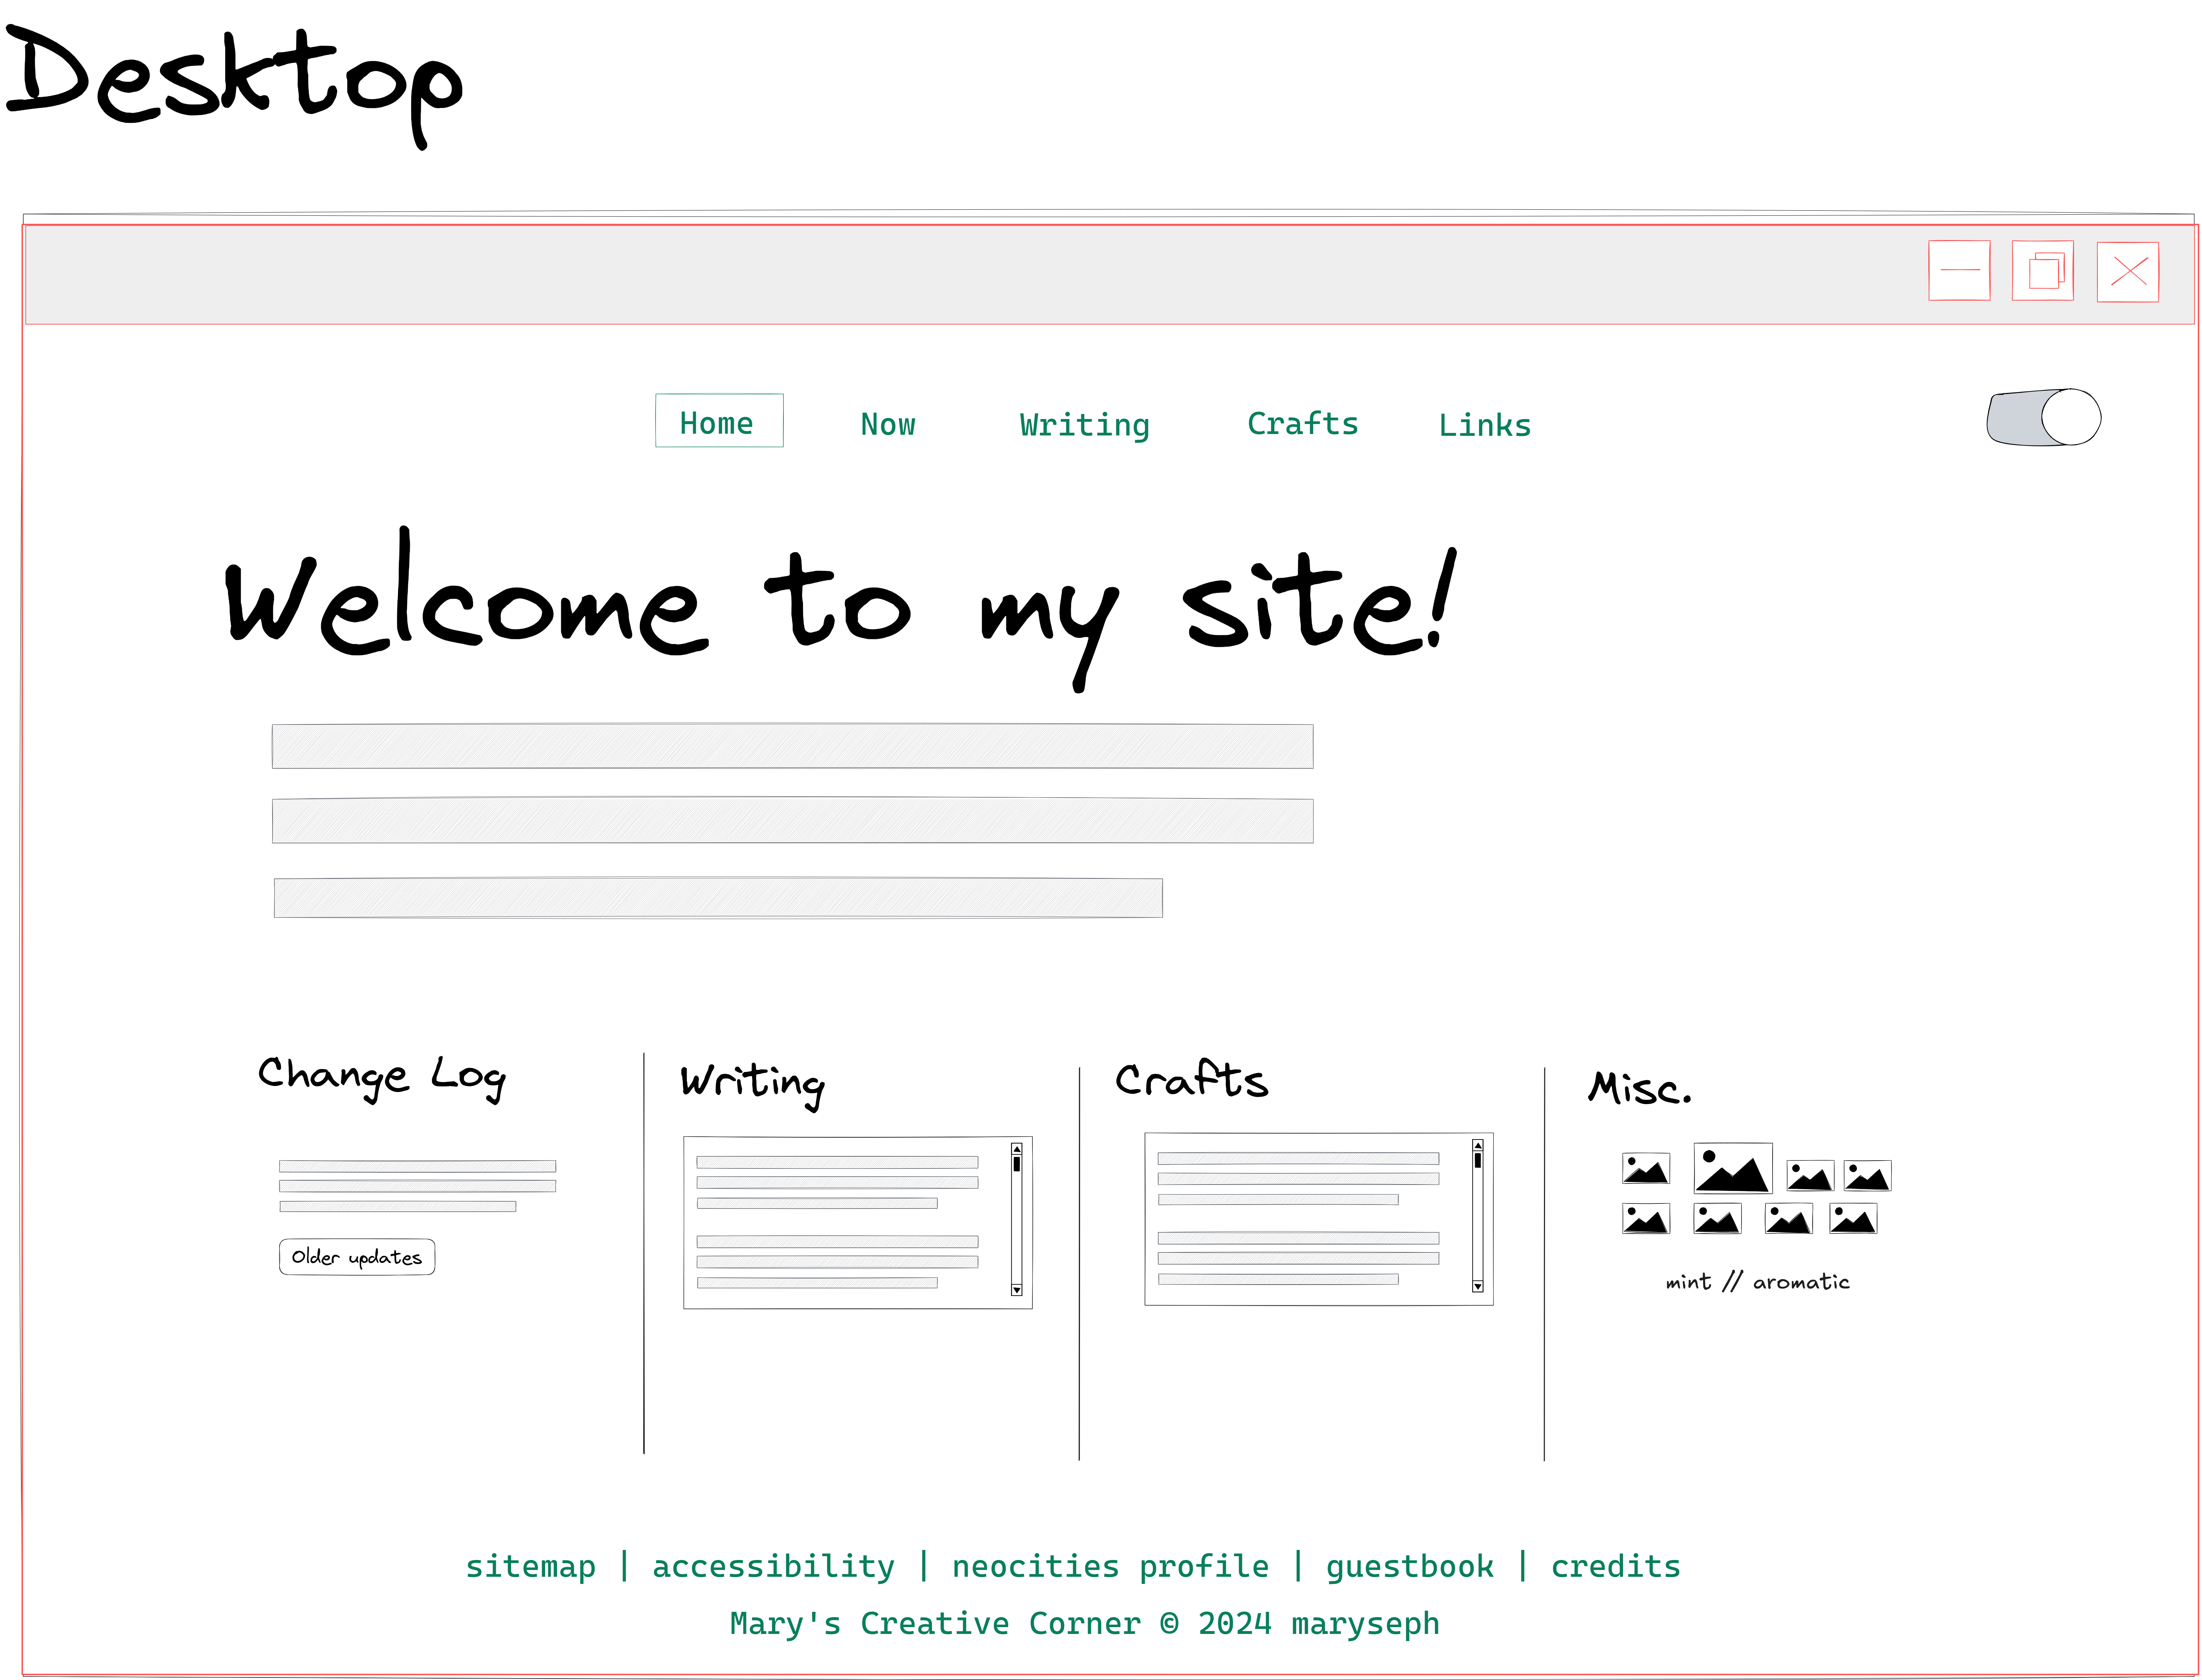 Desktop
Home Now Writing Crafts Links
Welcome to my site!
Change Log
Older updates
Writing
Crafts
Misc.
mint // aromatic
sitemap | accessibility | neocities profile | guestbook | credits
Mary's Creative Corner © 2024 maryseph